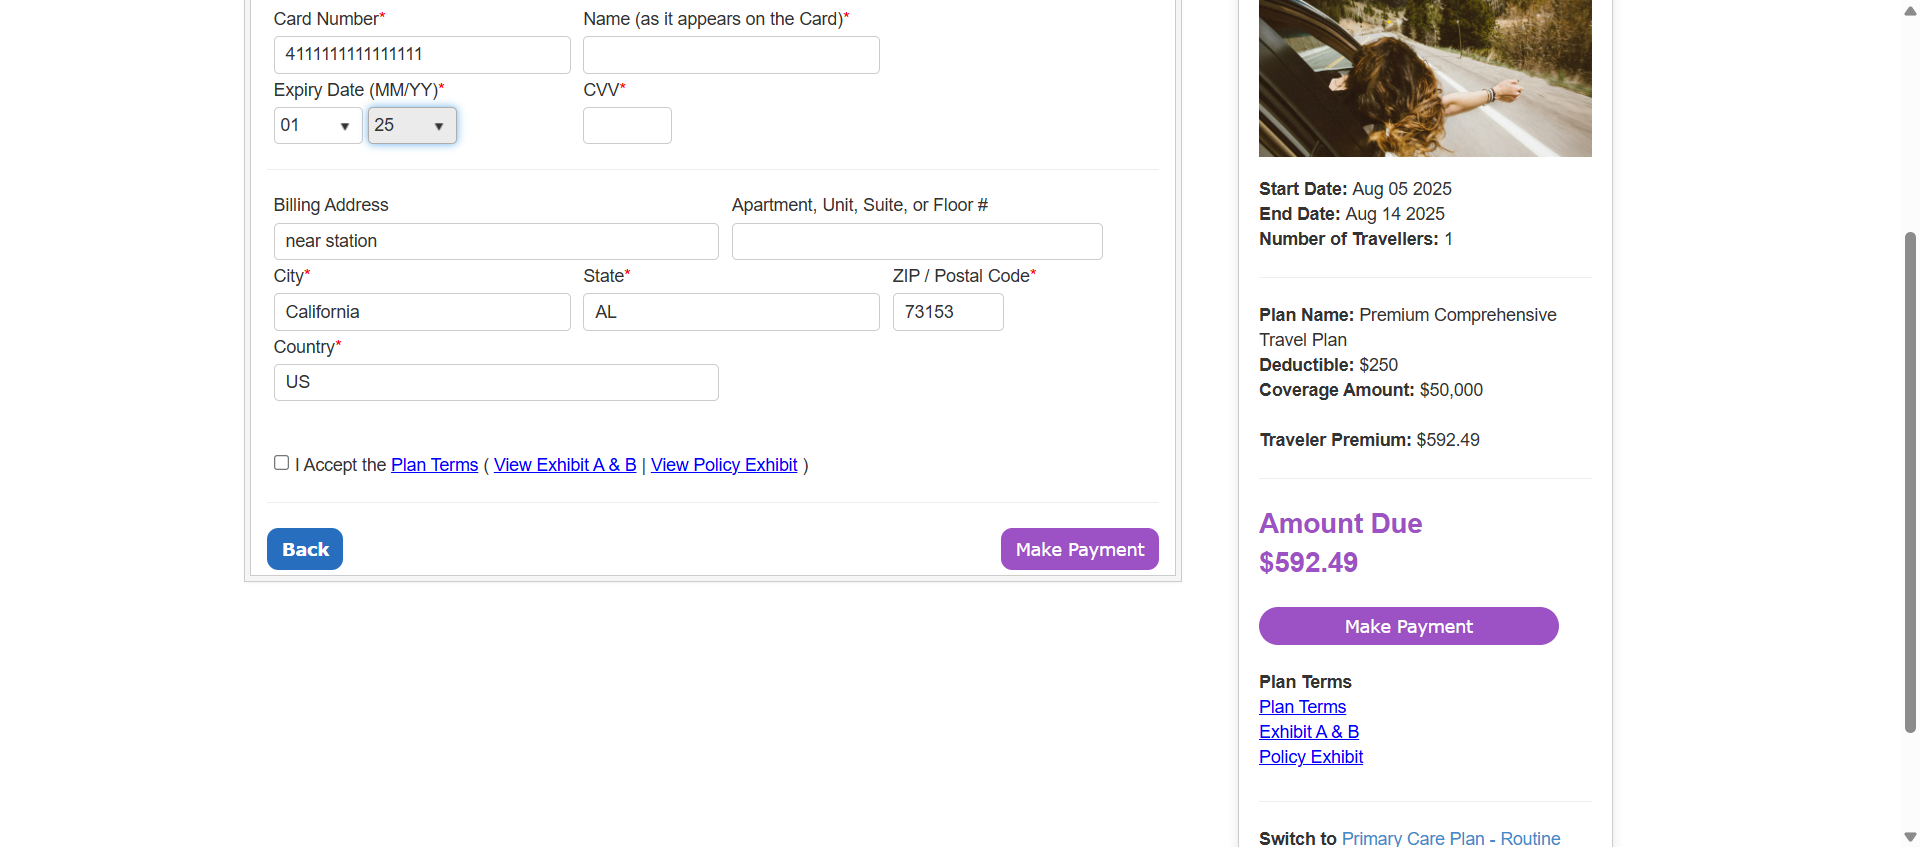 Card Number*
Name (as it appears on the Card)*
4111111111111111
Expiry Date (MM/YY)*
CVV*
01
25
Billing Address
Apartment, Unit, Suite, or Floor #
near station
City*
State*
ZIP / Postal Code*
California
AL
73153
Country*
US
I Accept the Plan Terms ( View Exhibit A & B | View Policy Exhibit )
Back
Make Payment
Start Date: Aug 05 2025
End Date: Aug 14 2025
Number of Travellers: 1
Plan Name: Premium Comprehensive
Travel Plan
Deductible: $250
Coverage Amount: $50,000
Traveler Premium: $592.49
Amount Due
$592.49
Make Payment
Plan Terms
Plan Terms
Exhibit A & B
Policy Exhibit
Switch to Primary Care Plan - Routine